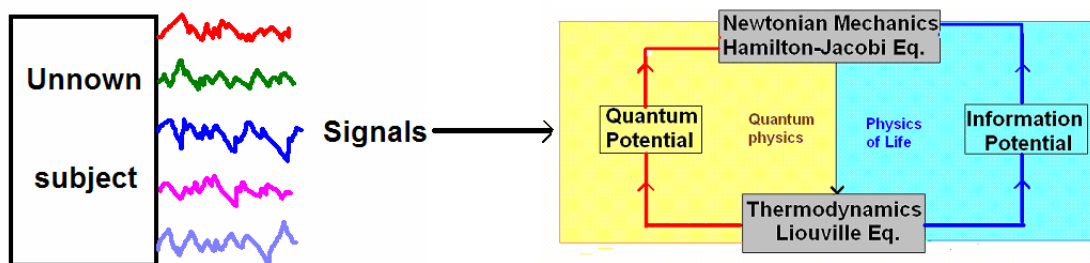 Unnown
subject
Signals
Newtonian Mechanics
Hamilton-Jacobi Eq.
Quantum
Potential
Quantum
physics
Physics
of Life
Information
Potential
Thermodynamics
Liouville Eq.